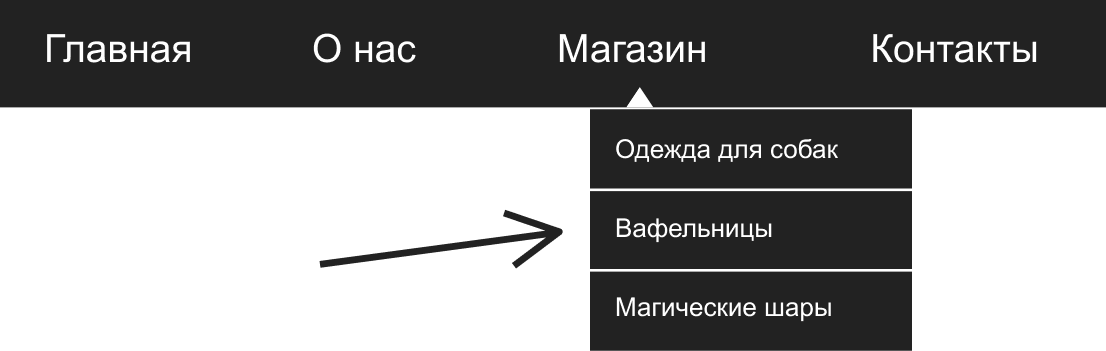 Главная О нас Магазин Контакты
Одежда для собак
Вафельницы
Магические шары